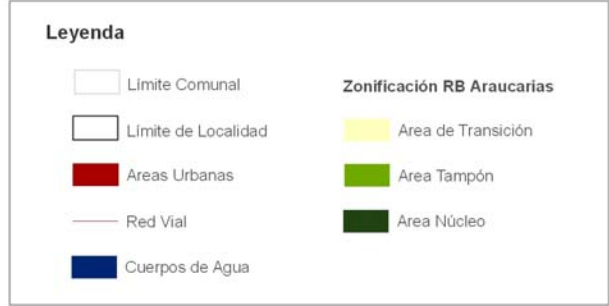 Leyenda
Límite Comunal
Límite de Localidad
Areas Urbanas
Red Vial
Cuerpos de Agua
Zonificación RB Araucarias
Area de Transición
Area Tampón
Area Núcleo